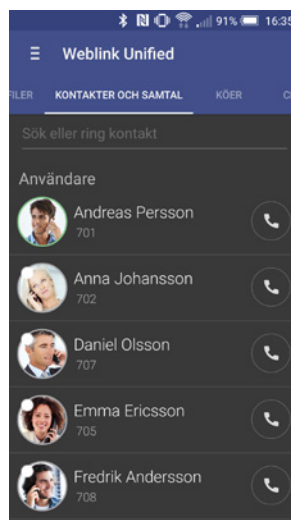 91% 16:35
Weblink Unified
FILER KONTAKTER OCH SAMTAL KÖER C
Sök eller ring kontakt
Användare
Andreas Persson
701
Anna Johansson
702
Daniel Olsson
707
Emma Ericsson
705
Fredrik Andersson
708